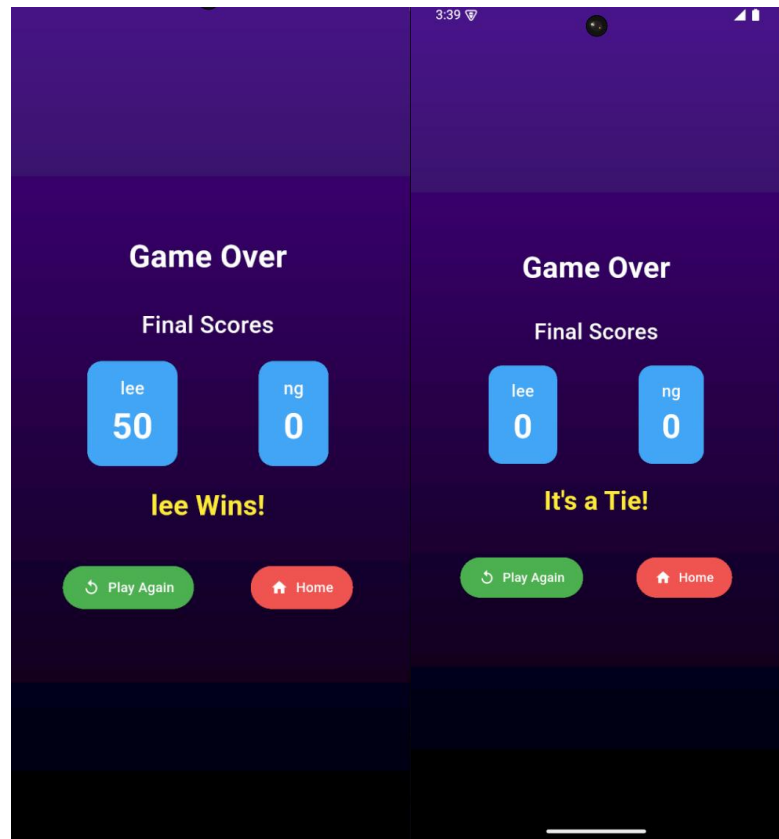 Game Over
Final Scores
lee
50
ng
0
lee Wins!
Play Again
Home
3:39
Game Over
Final Scores
lee
0
ng
0
It's a Tie!
Play Again
Home